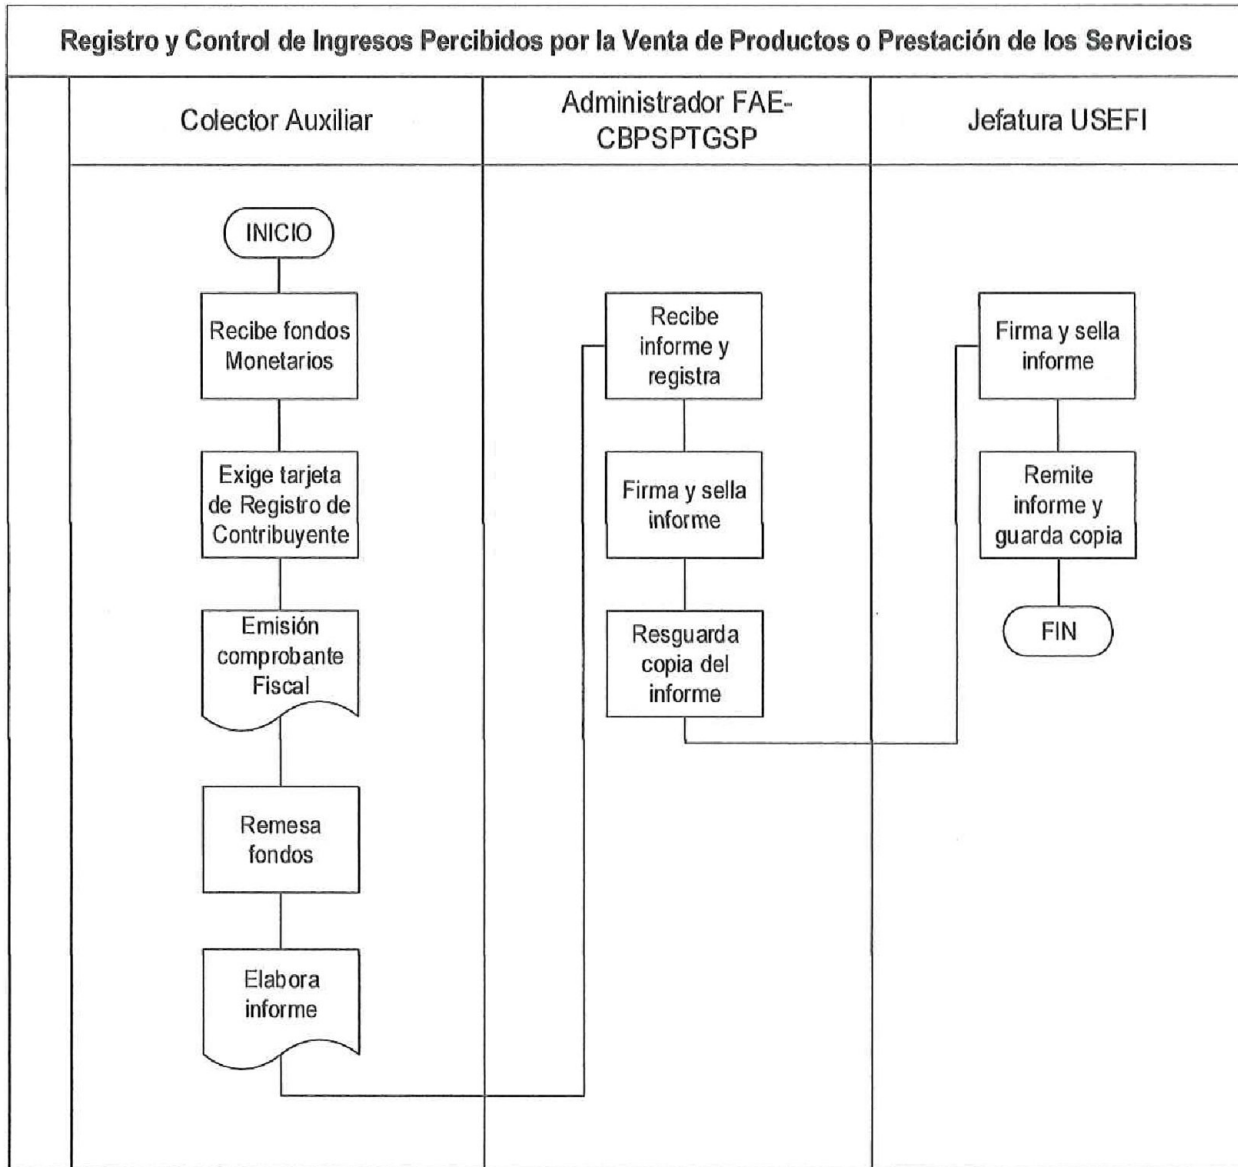 Registro y Control de Ingresos Percibidos por la Venta de Productos o Prestación de los Servicios
Colector Auxiliar
Administrador FAE-
CBPSPTGSP
Jefatura USEFI
INICIO
Recibe fondos
Monetarios
Exige tarjeta
de Registro de
Contribuyente
Emisión
comprobante
Fiscal
Remesa
fondos
Elabora
informe
Recibe
informe y
registra
Firma y sella
informe
Resguarda
copia del
informe
Firma y sella
informe
Remite
informe y
guarda copia
FIN